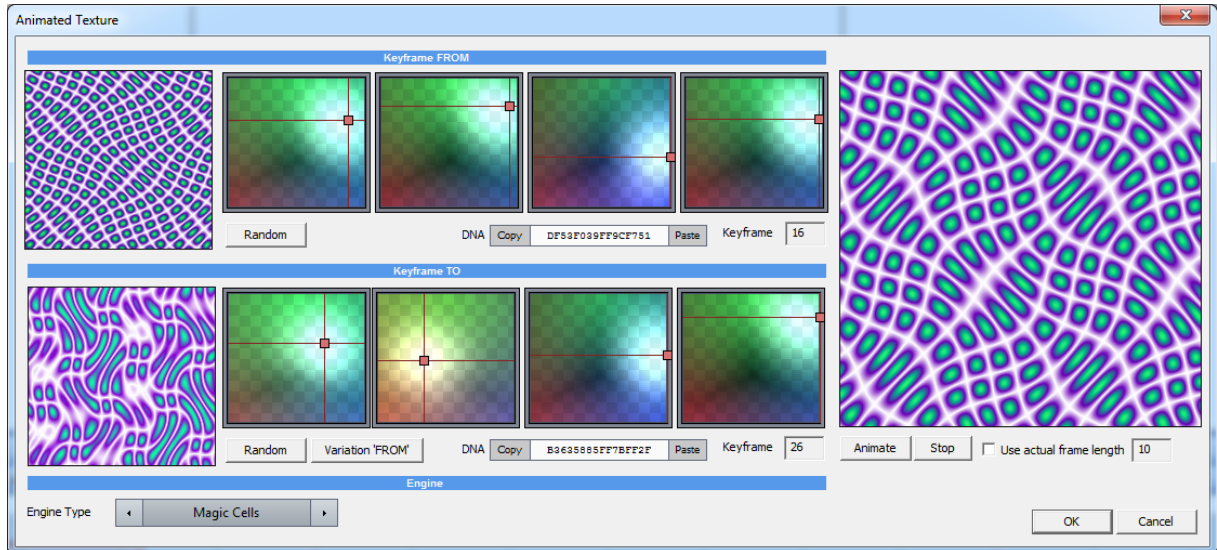 Animated Texture
Keyframe FROM
Random
DNA Copy DF53F039FF9CF751 Paste Keyframe 16
Keyframe TO
Random Variation 'FROM' DNA Copy B3635885FF7BFF2F Paste Keyframe 26
Animate Stop Use actual frame length 10
Engine
Engine Type Magic Cells
OK Cancel